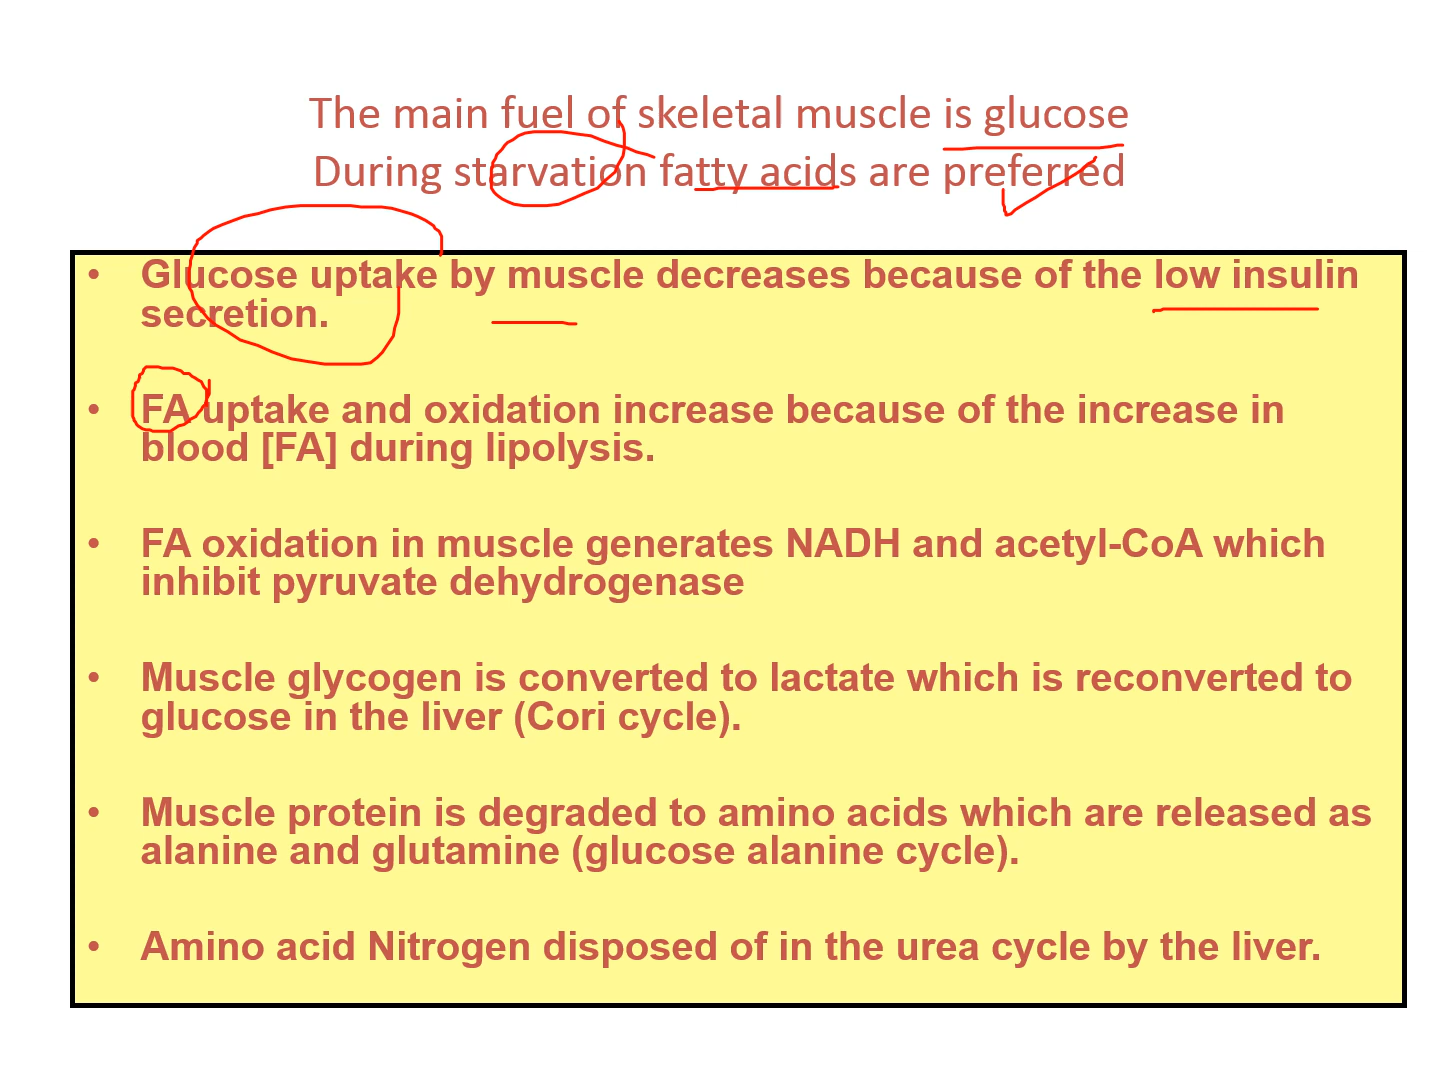 The main fuel of skeletal muscle is glucose
During starvation fatty acids are preferred
• Glucose uptake by muscle decreases because of the low insulin
secretion.
• FA uptake and oxidation increase because of the increase in
blood [FA] during lipolysis.
• FA oxidation in muscle generates NADH and acetyl-CoA which
inhibit pyruvate dehydrogenase
• Muscle glycogen is converted to lactate which is reconverted to
glucose in the liver (Cori cycle).
• Muscle protein is degraded to amino acids which are released as
alanine and glutamine (glucose alanine cycle).
• Amino acid Nitrogen disposed of in the urea cycle by the liver.